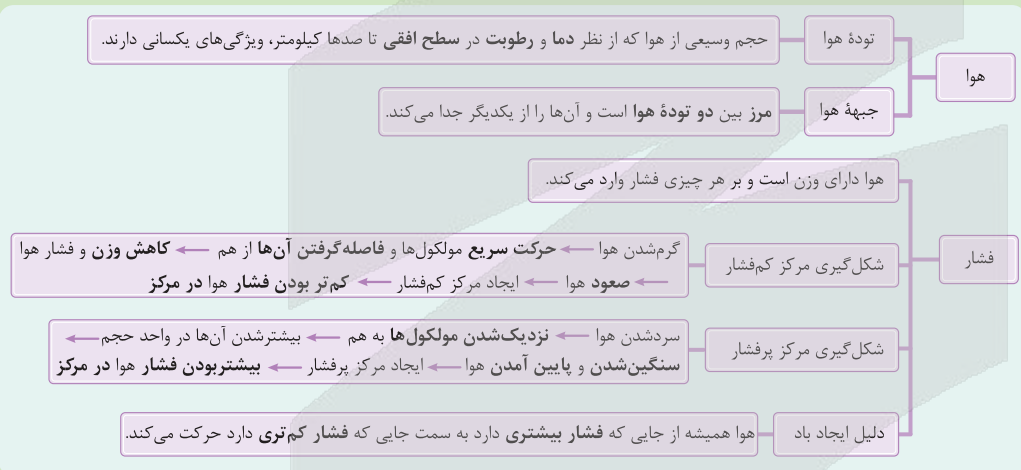 هوا
تودهٔ هوا
حجم وسیعی از هوا که از نظر دما و رطوبت در سطح افقی تا صدها کیلومتر، ویژگی‌های یکسانی دارند.
جبههٔ هوا
مرز بین دو تودهٔ هوا است و آن‌ها را از یکدیگر جدا می‌کند.
فشار
هوا دارای وزن است و بر هر چیزی فشار وارد می‌کند.
شکل‌گیری مرکز کم‌فشار
گرم‌شدن هوا ← حرکت سریع مولکول‌ها و فاصله‌گرفتن آن‌ها از هم ← کاهش وزن و فشار هوا
← صعود هوا ← ایجاد مرکز کم‌فشار ← کم‌تر بودن فشار هوا در مرکز
شکل‌گیری مرکز پرفشار
سردشدن هوا ← نزدیک‌شدن مولکول‌ها به هم ← بیشترشدن آن‌ها در واحد حجم ←
سنگین‌شدن و پایین آمدن هوا ← ایجاد مرکز پرفشار ← بیشتربودن فشار هوا در مرکز
دلیل ایجاد باد
هوا همیشه از جایی که فشار بیشتری دارد به سمت جایی که فشار کم‌تری دارد حرکت می‌کند.